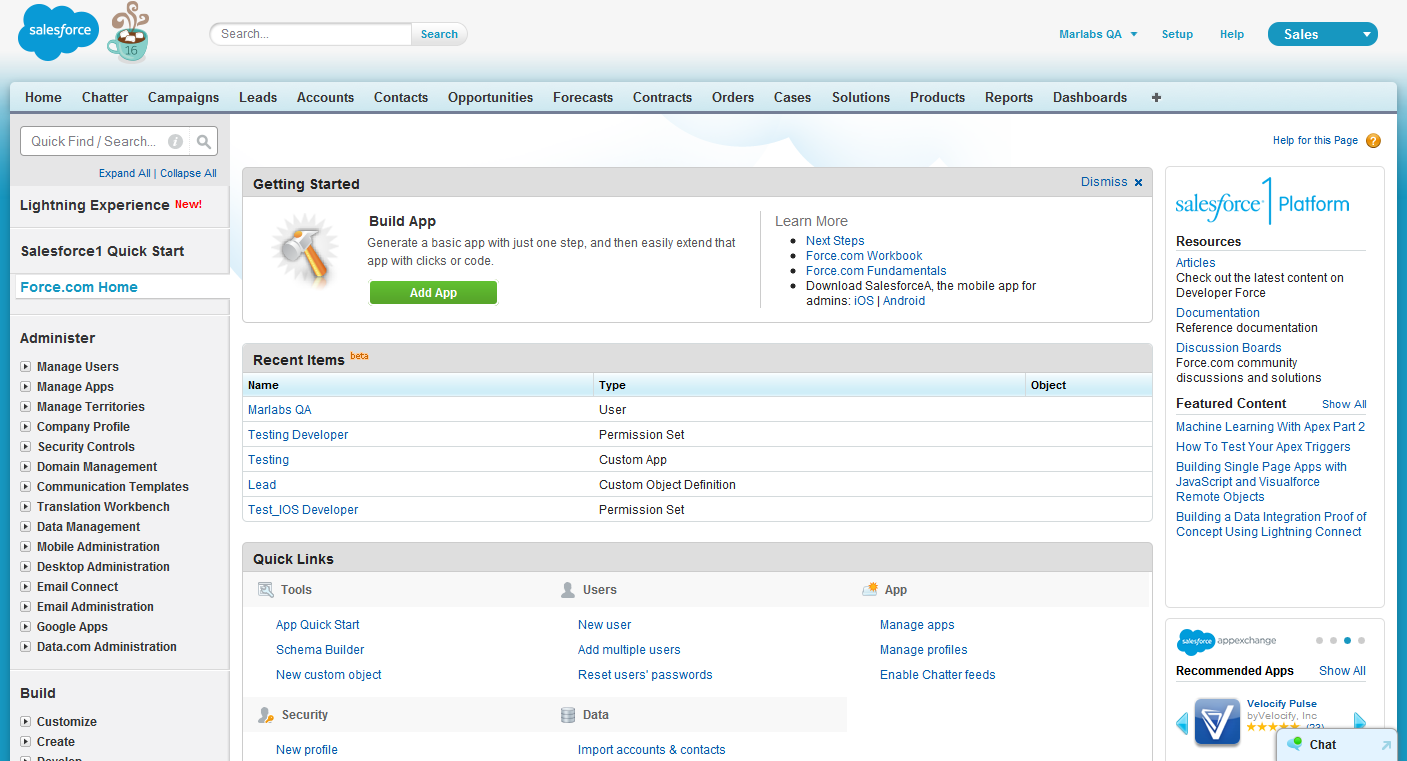 salesforce
16
Search...
Search
Marlabs QA
Setup
Help
Sales
Home Chatter Campaigns Leads Accounts Contacts Opportunities Forecasts Contracts Orders Cases Solutions Products Reports Dashboards +
Quick Find / Search...
Expand All | Collapse All
Lightning Experience New!
Salesforce1 Quick Start
Force.com Home
Administer
Manage Users
Manage Apps
Manage Territories
Company Profile
Security Controls
Domain Management
Communication Templates
Translation Workbench
Data Management
Mobile Administration
Desktop Administration
Email Connect
Email Administration
Google Apps
Data.com Administration
Build
Customize
Create
Develop
Help for this Page ?
Getting Started
Dismiss x
Build App
Generate a basic app with just one step, and then easily extend that
app with clicks or code.
Add App
Learn More
Next Steps
Force.com Workbook
Force.com Fundamentals
Download SalesforceA, the mobile app for
admins: iOS | Android
Recent Items beta
Name Type Object
Marlabs QA User
Testing Developer Permission Set
Testing Custom App
Lead Custom Object Definition
Test_IOS Developer Permission Set
Quick Links
Tools
App Quick Start
Schema Builder
New custom object
Users
New user
Add multiple users
Reset users' passwords
App
Manage apps
Manage profiles
Enable Chatter feeds
Security
New profile
Data
Import accounts & contacts
salesforce1 Platform
Resources
Articles
Check out the latest content on
Developer Force
Documentation
Reference documentation
Discussion Boards
Force.com community
discussions and solutions
Featured Content Show All
Machine Learning With Apex Part 2
How To Test Your Apex Triggers
Building Single Page Apps with
JavaScript and Visualforce
Remote Objects
Building a Data Integration Proof of
Concept Using Lightning Connect
salesforce appexchange
Recommended Apps Show All
Velocify Pulse
byVelocify, Inc
(23)
Chat